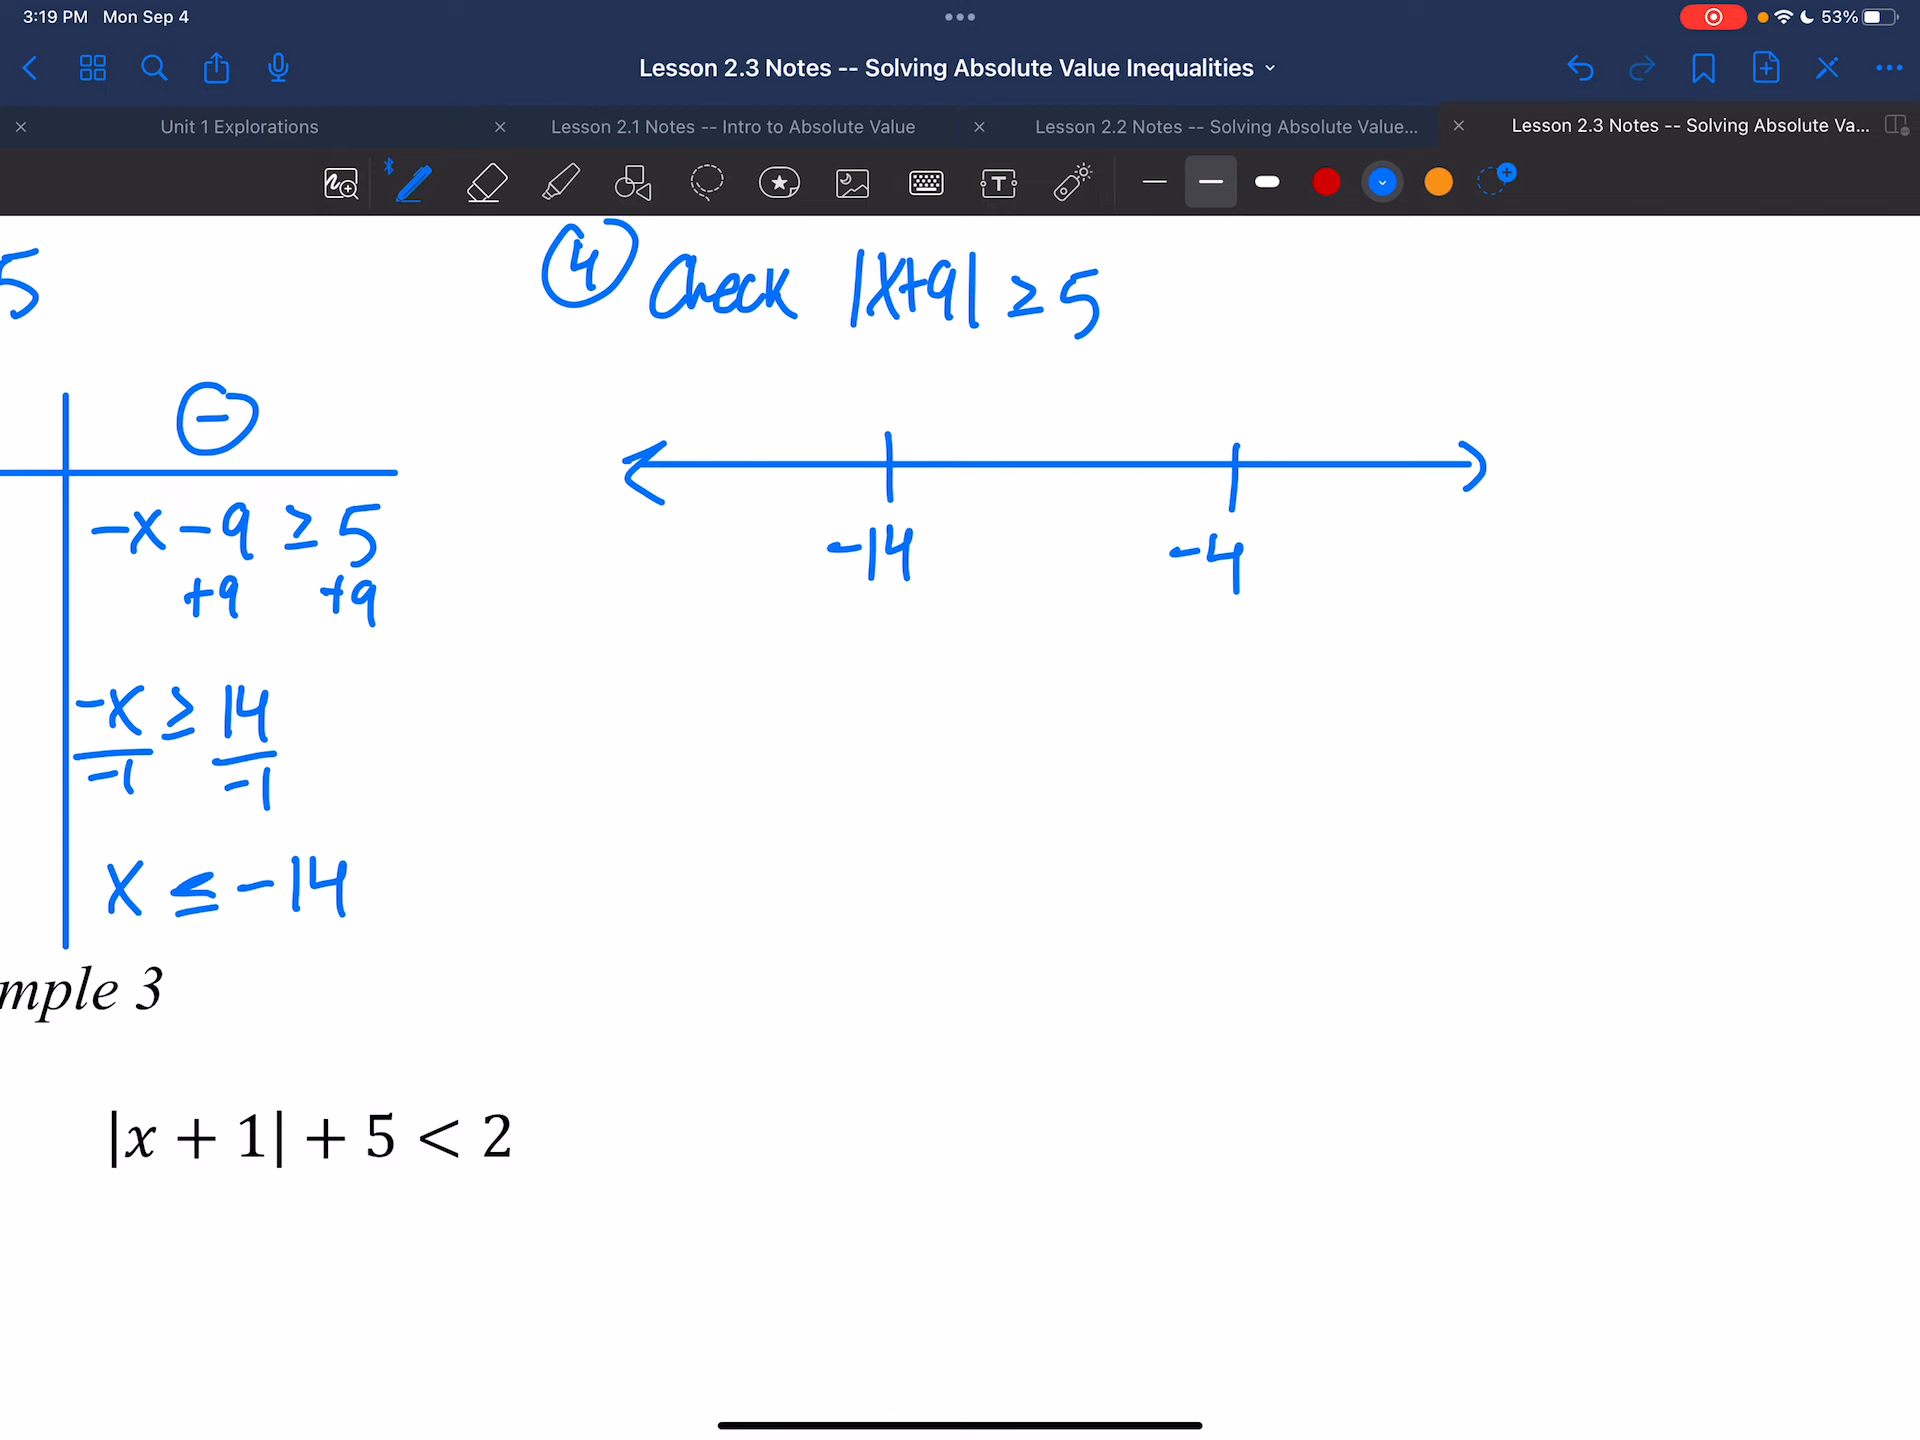 3:19 PM Mon Sep 4
53%
Lesson 2.3 Notes -- Solving Absolute Value Inequalities
Unit 1 Explorations
Lesson 2.1 Notes -- Intro to Absolute Value
Lesson 2.2 Notes -- Solving Absolute Value...
Lesson 2.3 Notes -- Solving Absolute Va...
5
④ Check |x+9| ≥ 5
⊖
-x - 9 ≥ 5
+9 +9
-14 -4
-x ≥ 14
-1 -1
x ≤ -14
mple 3
|x + 1| + 5 < 2